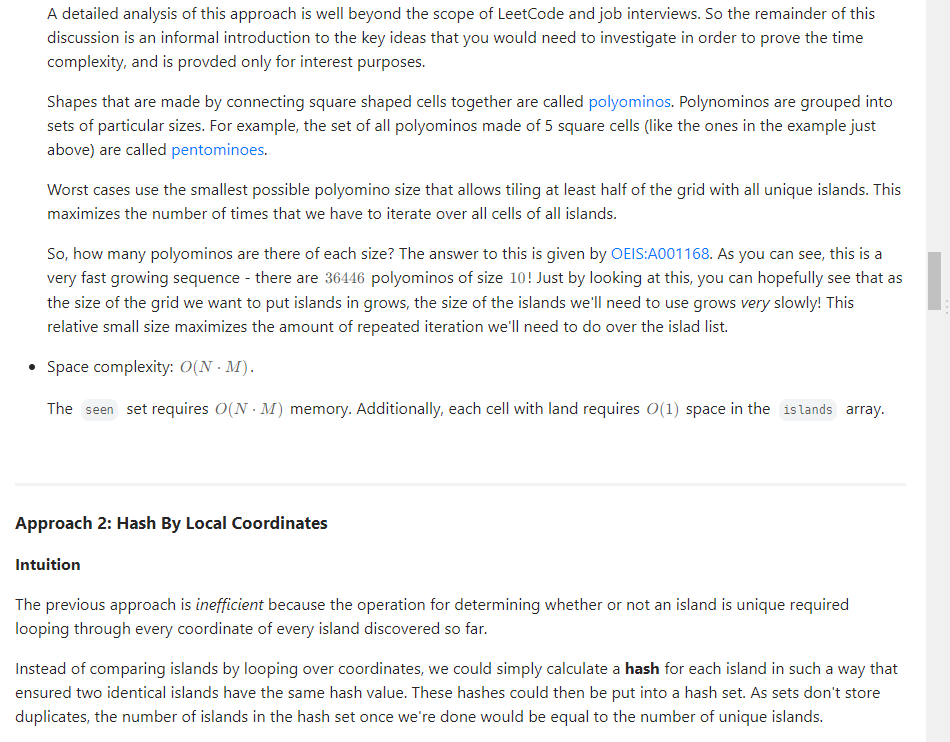 A detailed analysis of this approach is well beyond the scope of LeetCode and job interviews. So the remainder of this
discussion is an informal introduction to the key ideas that you would need to investigate in order to prove the time
complexity, and is provded only for interest purposes.
Shapes that are made by connecting square shaped cells together are called polyominos. Polynominos are grouped into
sets of particular sizes. For example, the set of all polyominos made of 5 square cells (like the ones in the example just
above) are called pentominoes.
Worst cases use the smallest possible polyomino size that allows tiling at least half of the grid with all unique islands. This
maximizes the number of times that we have to iterate over all cells of all islands.
So, how many polyominos are there of each size? The answer to this is given by OEIS:A001168. As you can see, this is a
very fast growing sequence - there are 36446 polyominos of size 10! Just by looking at this, you can hopefully see that as
the size of the grid we want to put islands in grows, the size of the islands we'll need to use grows very slowly! This
relative small size maximizes the amount of repeated iteration we'll need to do over the islad list.
• Space complexity: O(N · M).
The seen set requires O(N · M) memory. Additionally, each cell with land requires O(1) space in the islands array.
Approach 2: Hash By Local Coordinates
Intuition
The previous approach is inefficient because the operation for determining whether or not an island is unique required
looping through every coordinate of every island discovered so far.
Instead of comparing islands by looping over coordinates, we could simply calculate a hash for each island in such a way that
ensured two identical islands have the same hash value. These hashes could then be put into a hash set. As sets don't store
duplicates, the number of islands in the hash set once we're done would be equal to the number of unique islands.